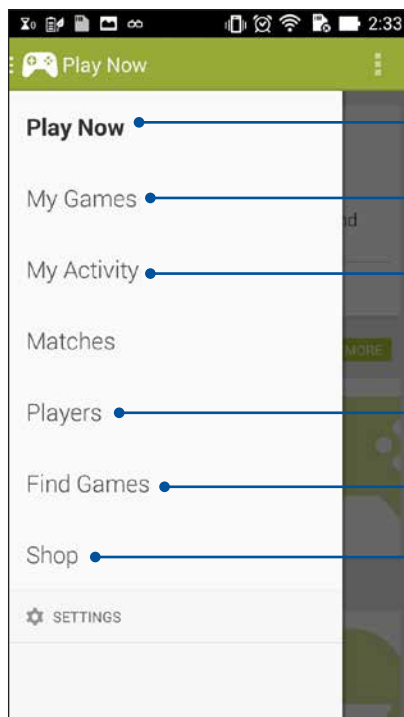 2:33
Play Now
Play Now
My Games
nd
My Activity
Matches
MORE
Players
Find Games
Shop
SETTINGS